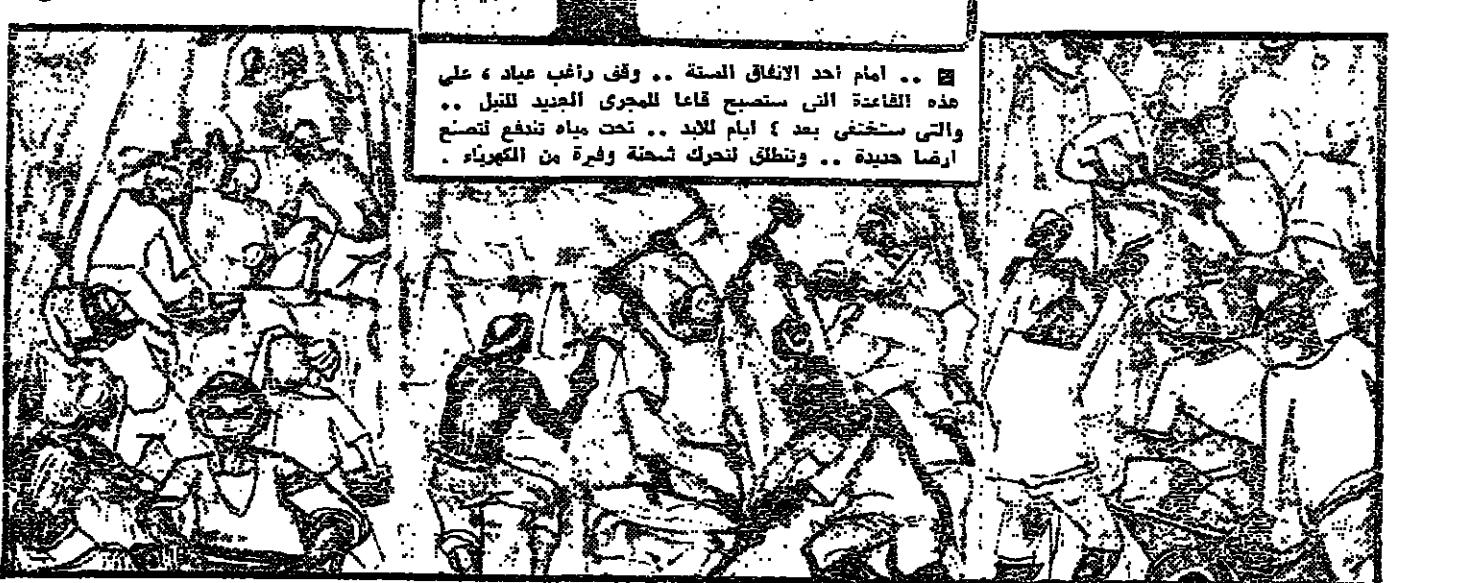 .. امام احد الانفاق الستة .. وقف راغب عياد ، على
هذه القاعدة التى ستصبح قاعا للمجرى الجديد للنيل ..
والتى ستختفى بعد ٤ ايام للابد .. تحت مياه تندفع لتصنع
ارضا جديدة .. وتنطلق لتحرك شحنة وفيرة من الكهرباء .